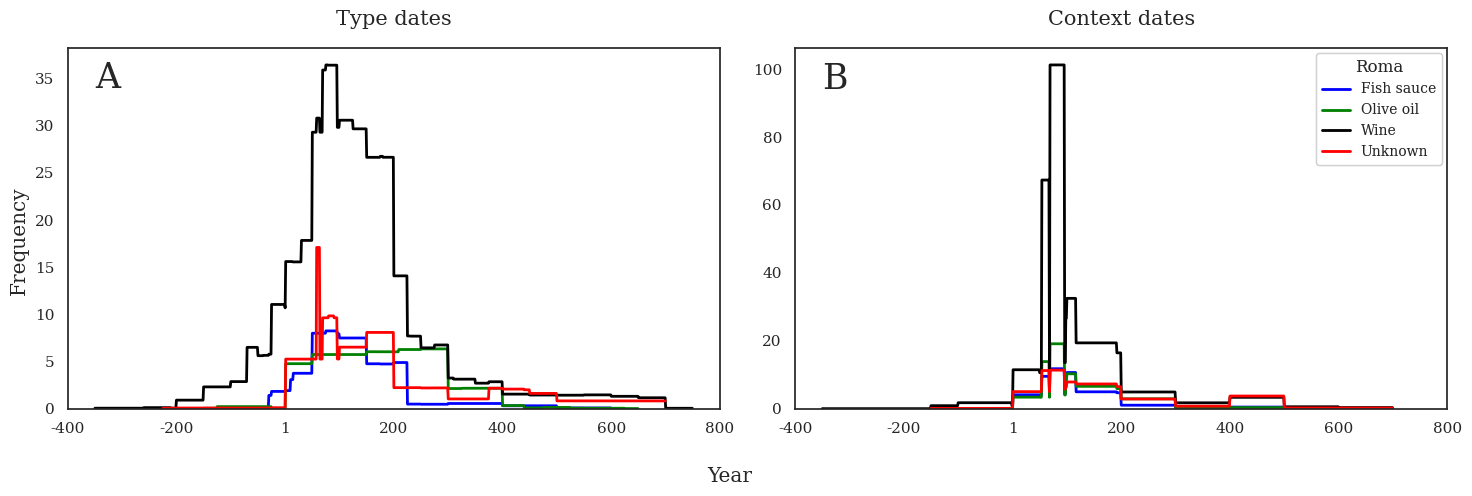 Type dates
Context dates
A
B
Frequency
35
30
25
20
15
10
5
0
-400
-200
1
200
400
600
800
100
80
60
40
20
0
-400
-200
1
200
400
600
800
Roma
Fish sauce
Olive oil
Wine
Unknown
Year